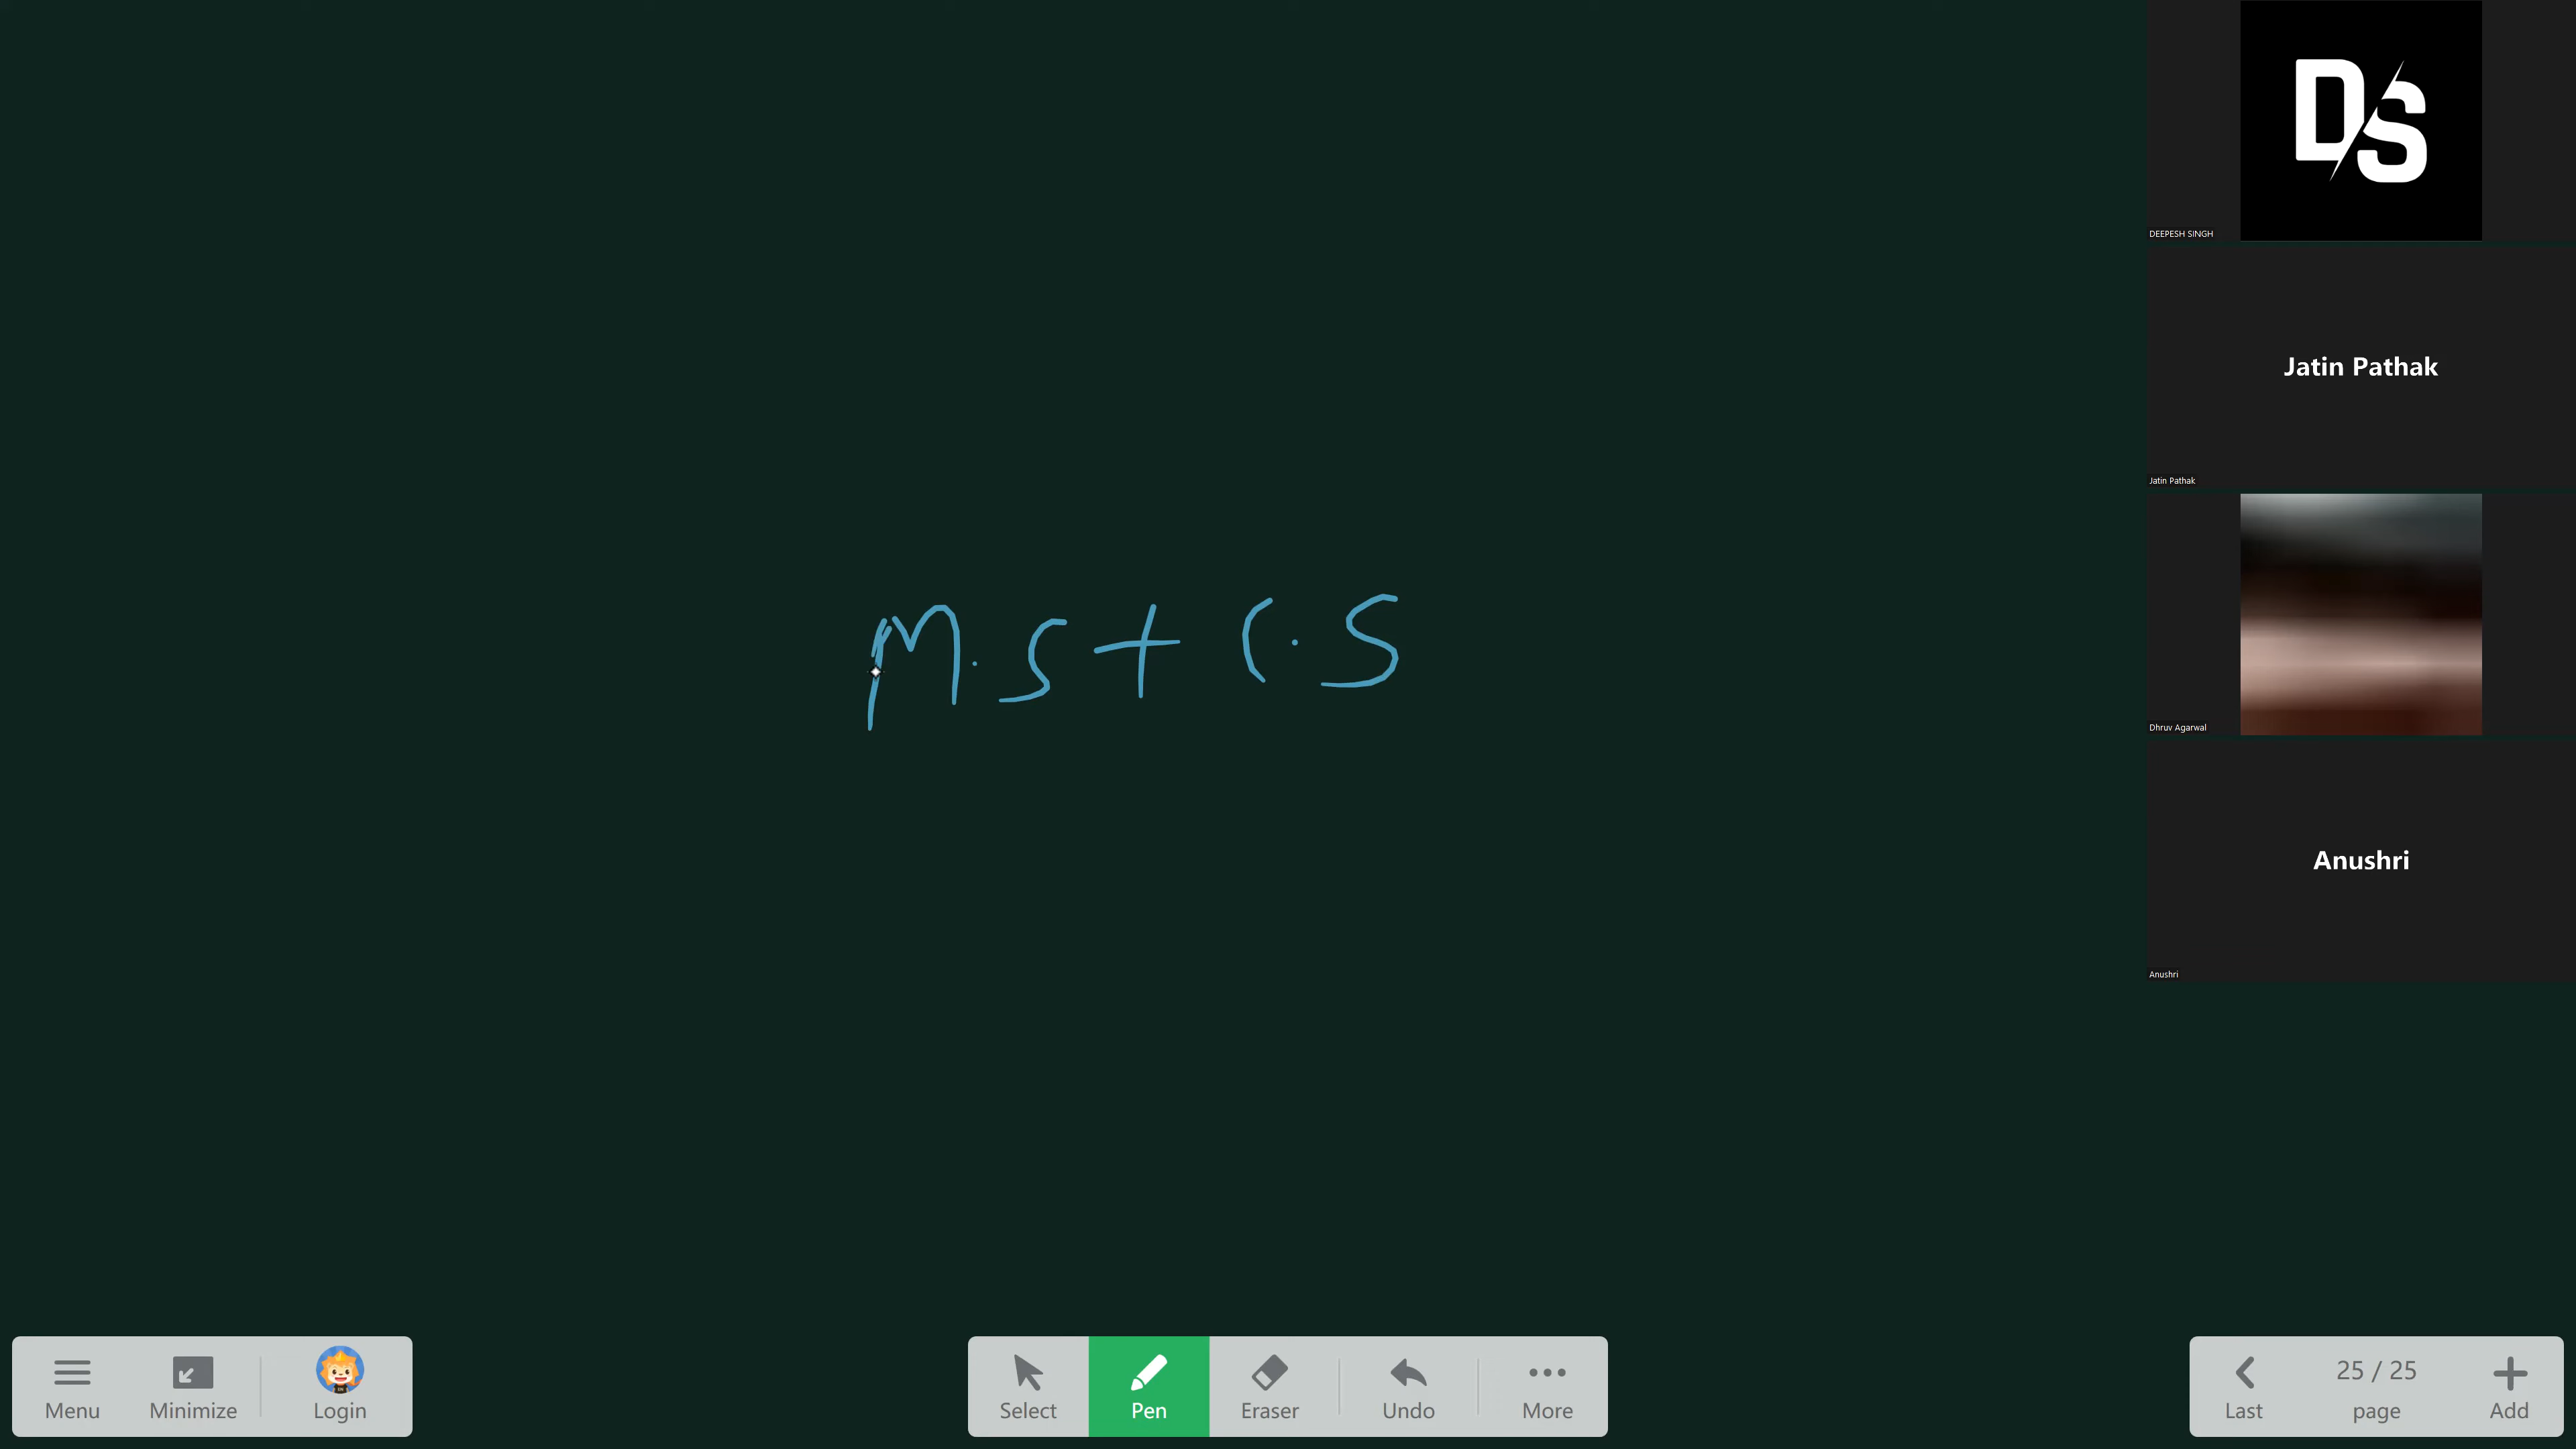 DS
DEEPESH SINGH
Jatin Pathak
Jatin Pathak
M.S + C.S
Dhruv Agarwal
Anushri
Anushri
Menu
Minimize
Login
Select
Pen
Eraser
Undo
More
Last
25 / 25
page
Add